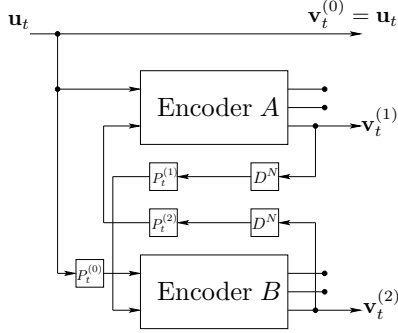 𝐮_t 𝐯_t^{(0)} = 𝐮_t
Encoder A
𝐯_t^{(1)}
P_t^{(1)} D^N
P_t^{(2)} D^N
P_t^{(0)}
Encoder B
𝐯_t^{(2)}